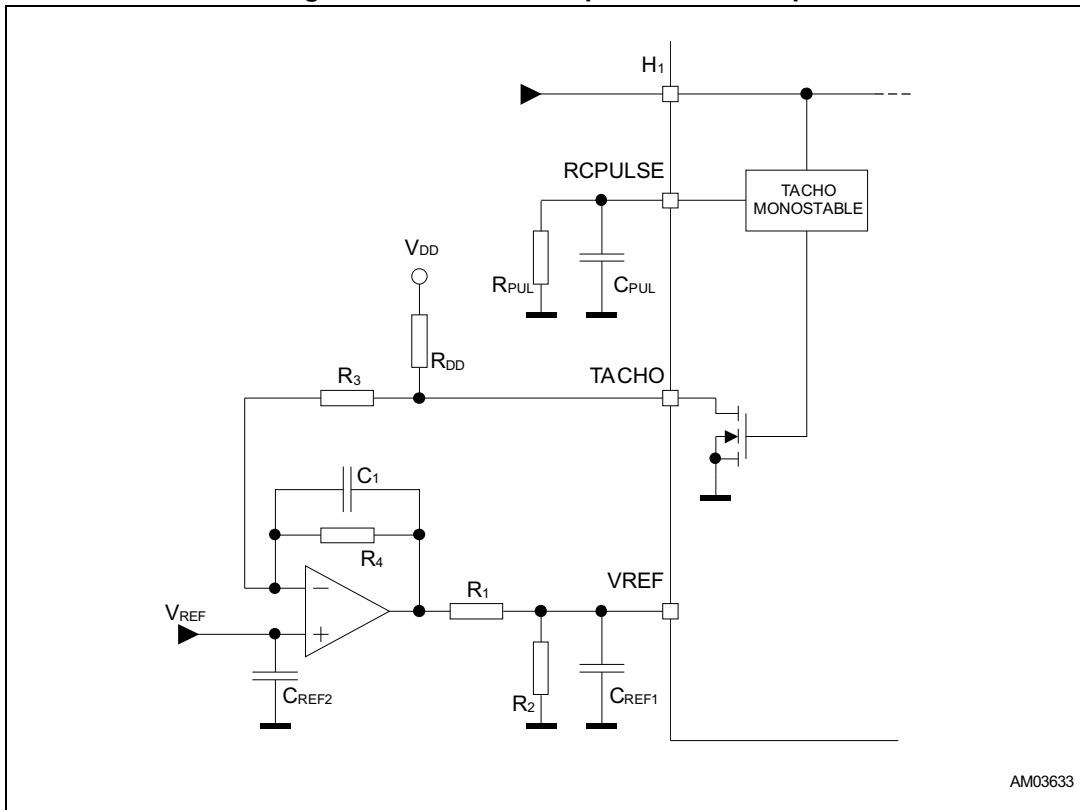 H1
RCPULSE
TACHO
MONOSTABLE
VDD
RPUL
CPUL
RDD
R3
TACHO
C1
R4
VREF
R1
VREF
CREF2
R2
CREF1
AM03633